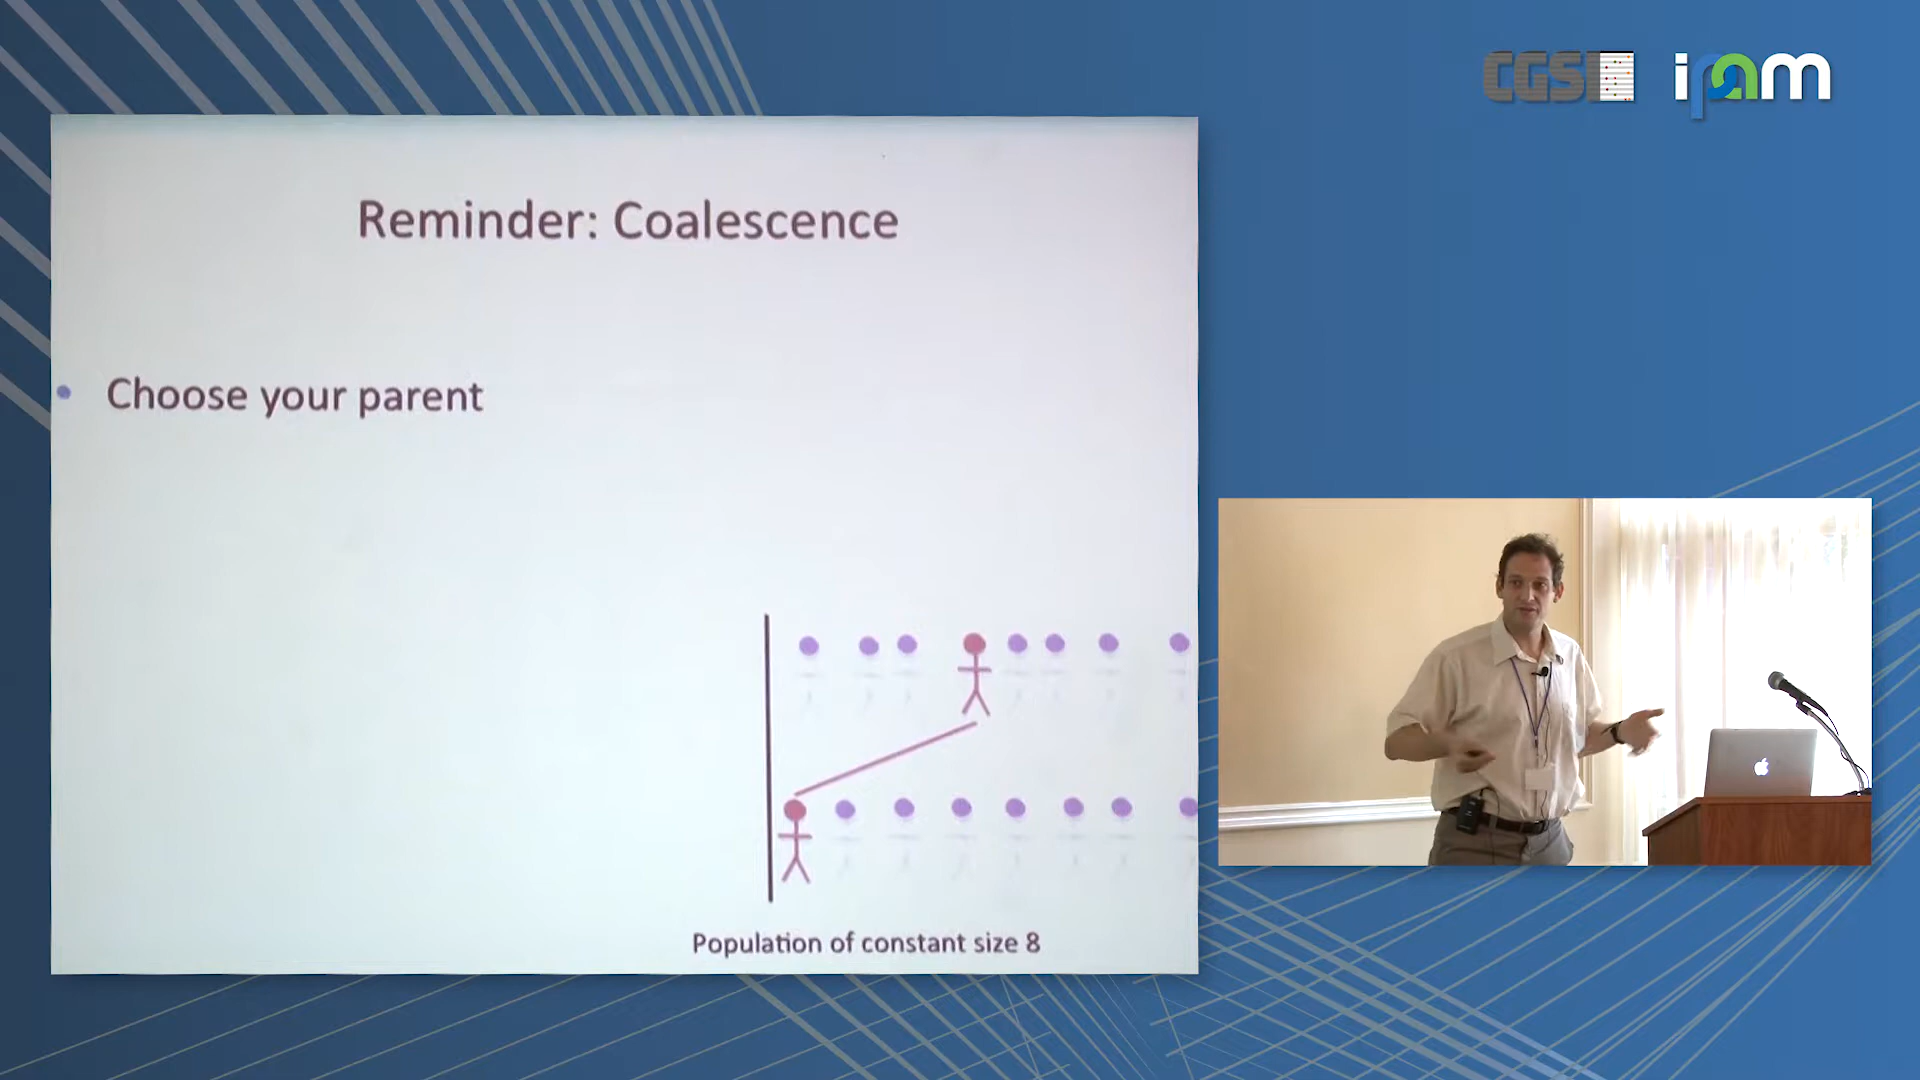 CGSI
ipam
Reminder: Coalescence
• Choose your parent
Population of constant size 8